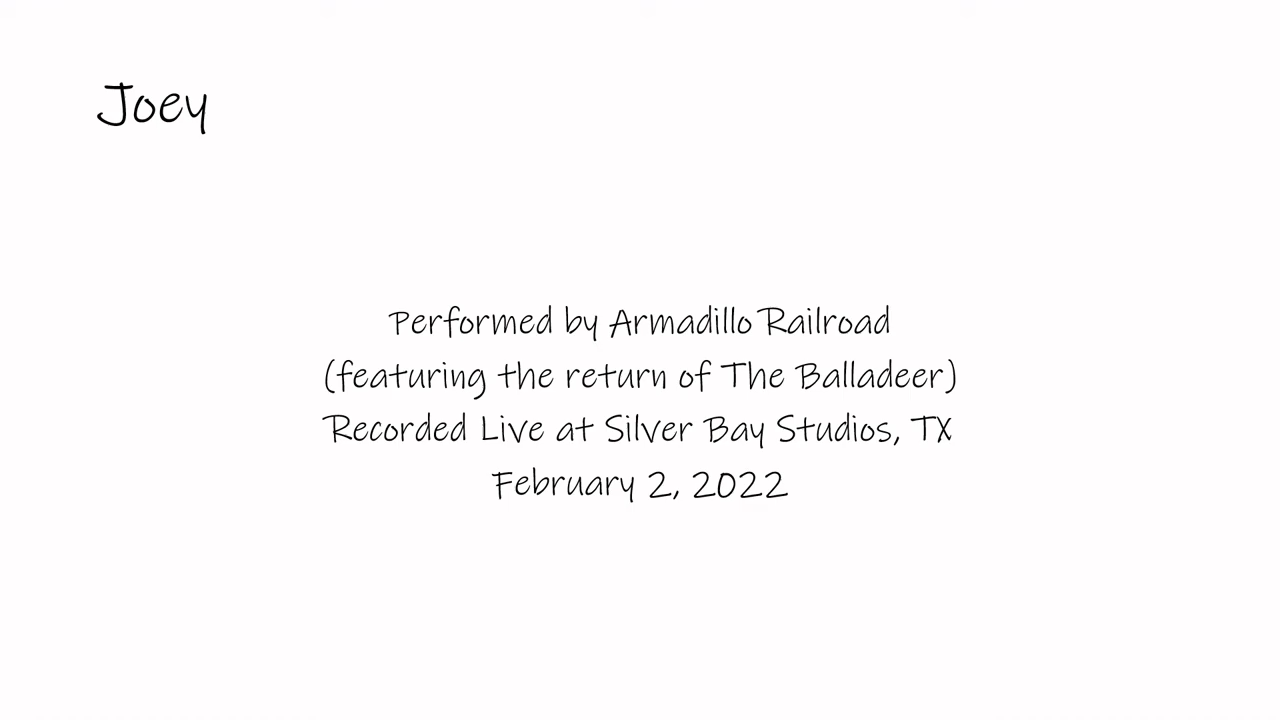 Joey
Performed by Armadillo Railroad
(featuring the return of The Balladeer)
Recorded Live at Silver Bay Studios, TX
February 2, 2022